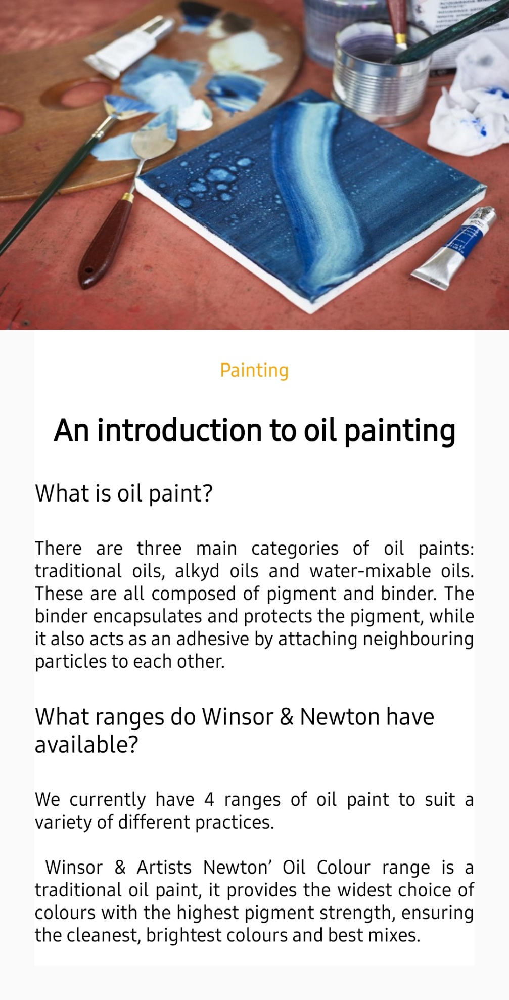 Painting
An introduction to oil painting
What is oil paint?
There are three main categories of oil paints:
traditional oils, alkyd oils and water-mixable oils.
These are all composed of pigment and binder. The
binder encapsulates and protects the pigment, while
it also acts as an adhesive by attaching neighbouring
particles to each other.
What ranges do Winsor & Newton have
available?
We currently have 4 ranges of oil paint to suit a
variety of different practices.
Winsor & Artists Newton’ Oil Colour range is a
traditional oil paint, it provides the widest choice of
colours with the highest pigment strength, ensuring
the cleanest, brightest colours and best mixes.